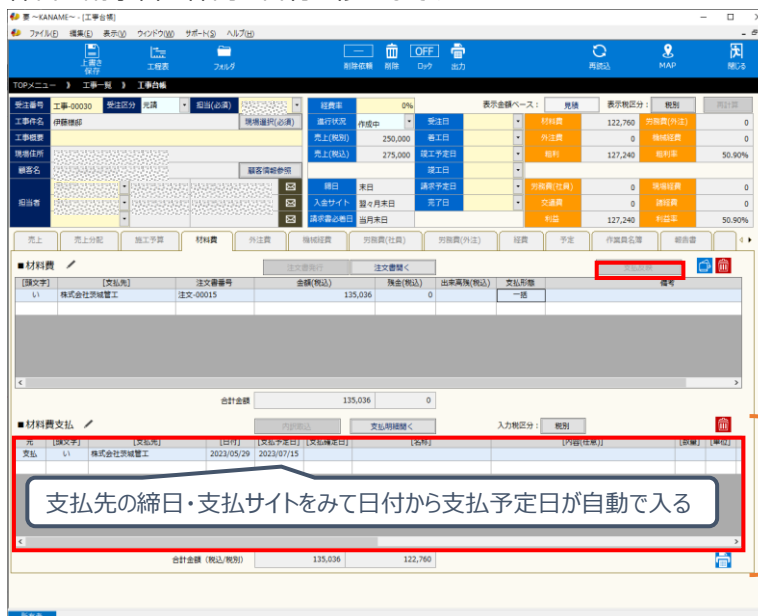 要 ～KANAME～ - [工事台帳]
ファイル(F) 編集(E) 表示(V) ウィンドウ(W) サポート(S) ヘルプ(H)
上書き保存 工程表 フォルダ 削除依頼 削除 OFF ロック 出力 再読込 MAP 閉じる
TOPメニュー 》 工事一覧 》 工事台帳
受注番号 工事-00030 受注区分 元請 担当(必須) 経費率 0% 表示金額ベース： 見積 表示税区分： 税別 再計算
工事件名 伊藤様邸 現場選択(必須) 進行状況 作成中 受注日 材料費 122,760 労務費(外注) 0
工事概要 売上(税別) 250,000 着工日 外注費 0 機械経費 0
現場住所 売上(税込) 275,000 竣工予定日 粗利 127,240 粗利率 50.90%
顧客名 顧客情報参照 竣工日
担当者 締日 末日 請求予定日 労務費(社員) 0 現場経費 0
入金サイト 翌々月末日 完了日 交通費 0 諸経費 0
請求書必着日 当月末日 利益 127,240 利益率 50.90%
売上 売上分配 施工予算 材料費 外注費 機械経費 労務費(社員) 労務費(外注) 経費 予定 作業員名簿 報告書
■材料費 注文書発行 注文書開く
[頭文字] [支払先] 注文書番号 金額(税込) 残金(税込) 出来高残(税込) 支払形態 備考
い 株式会社茨城管工 注文-00015 135,036 0 一括
合計金額 135,036 0
■材料費支払 支払明細開く 入力税区分： 税別
元 [頭文字] [支払先] [日付] [支払予定日] [支払確定日] [名称] [内容(任意)] [数量] [単位]
支払 い 株式会社茨城管工 2023/05/29 2023/07/15
支払先の締日・支払サイトをみて日付から支払予定日が自動で入る
合計金額（税込/税別） 135,036 122,760